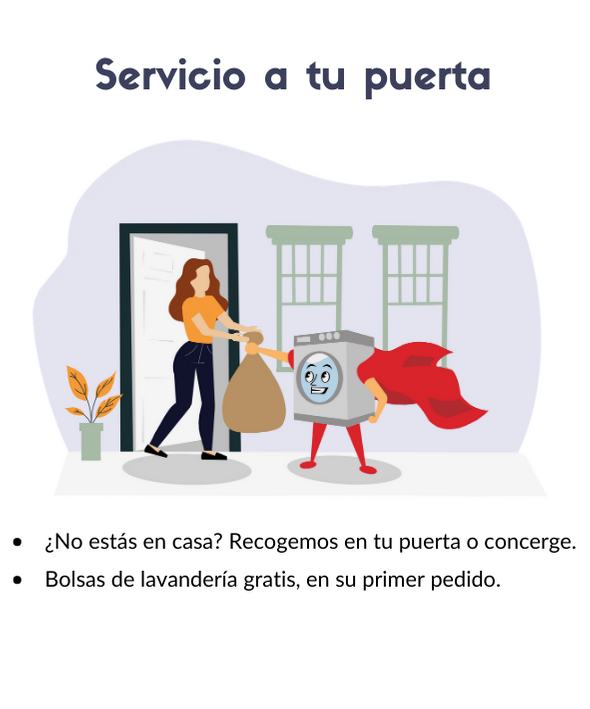 Servicio a tu puerta
• ¿No estás en casa? Recogemos en tu puerta o concerge.
• Bolsas de lavandería gratis, en su primer pedido.